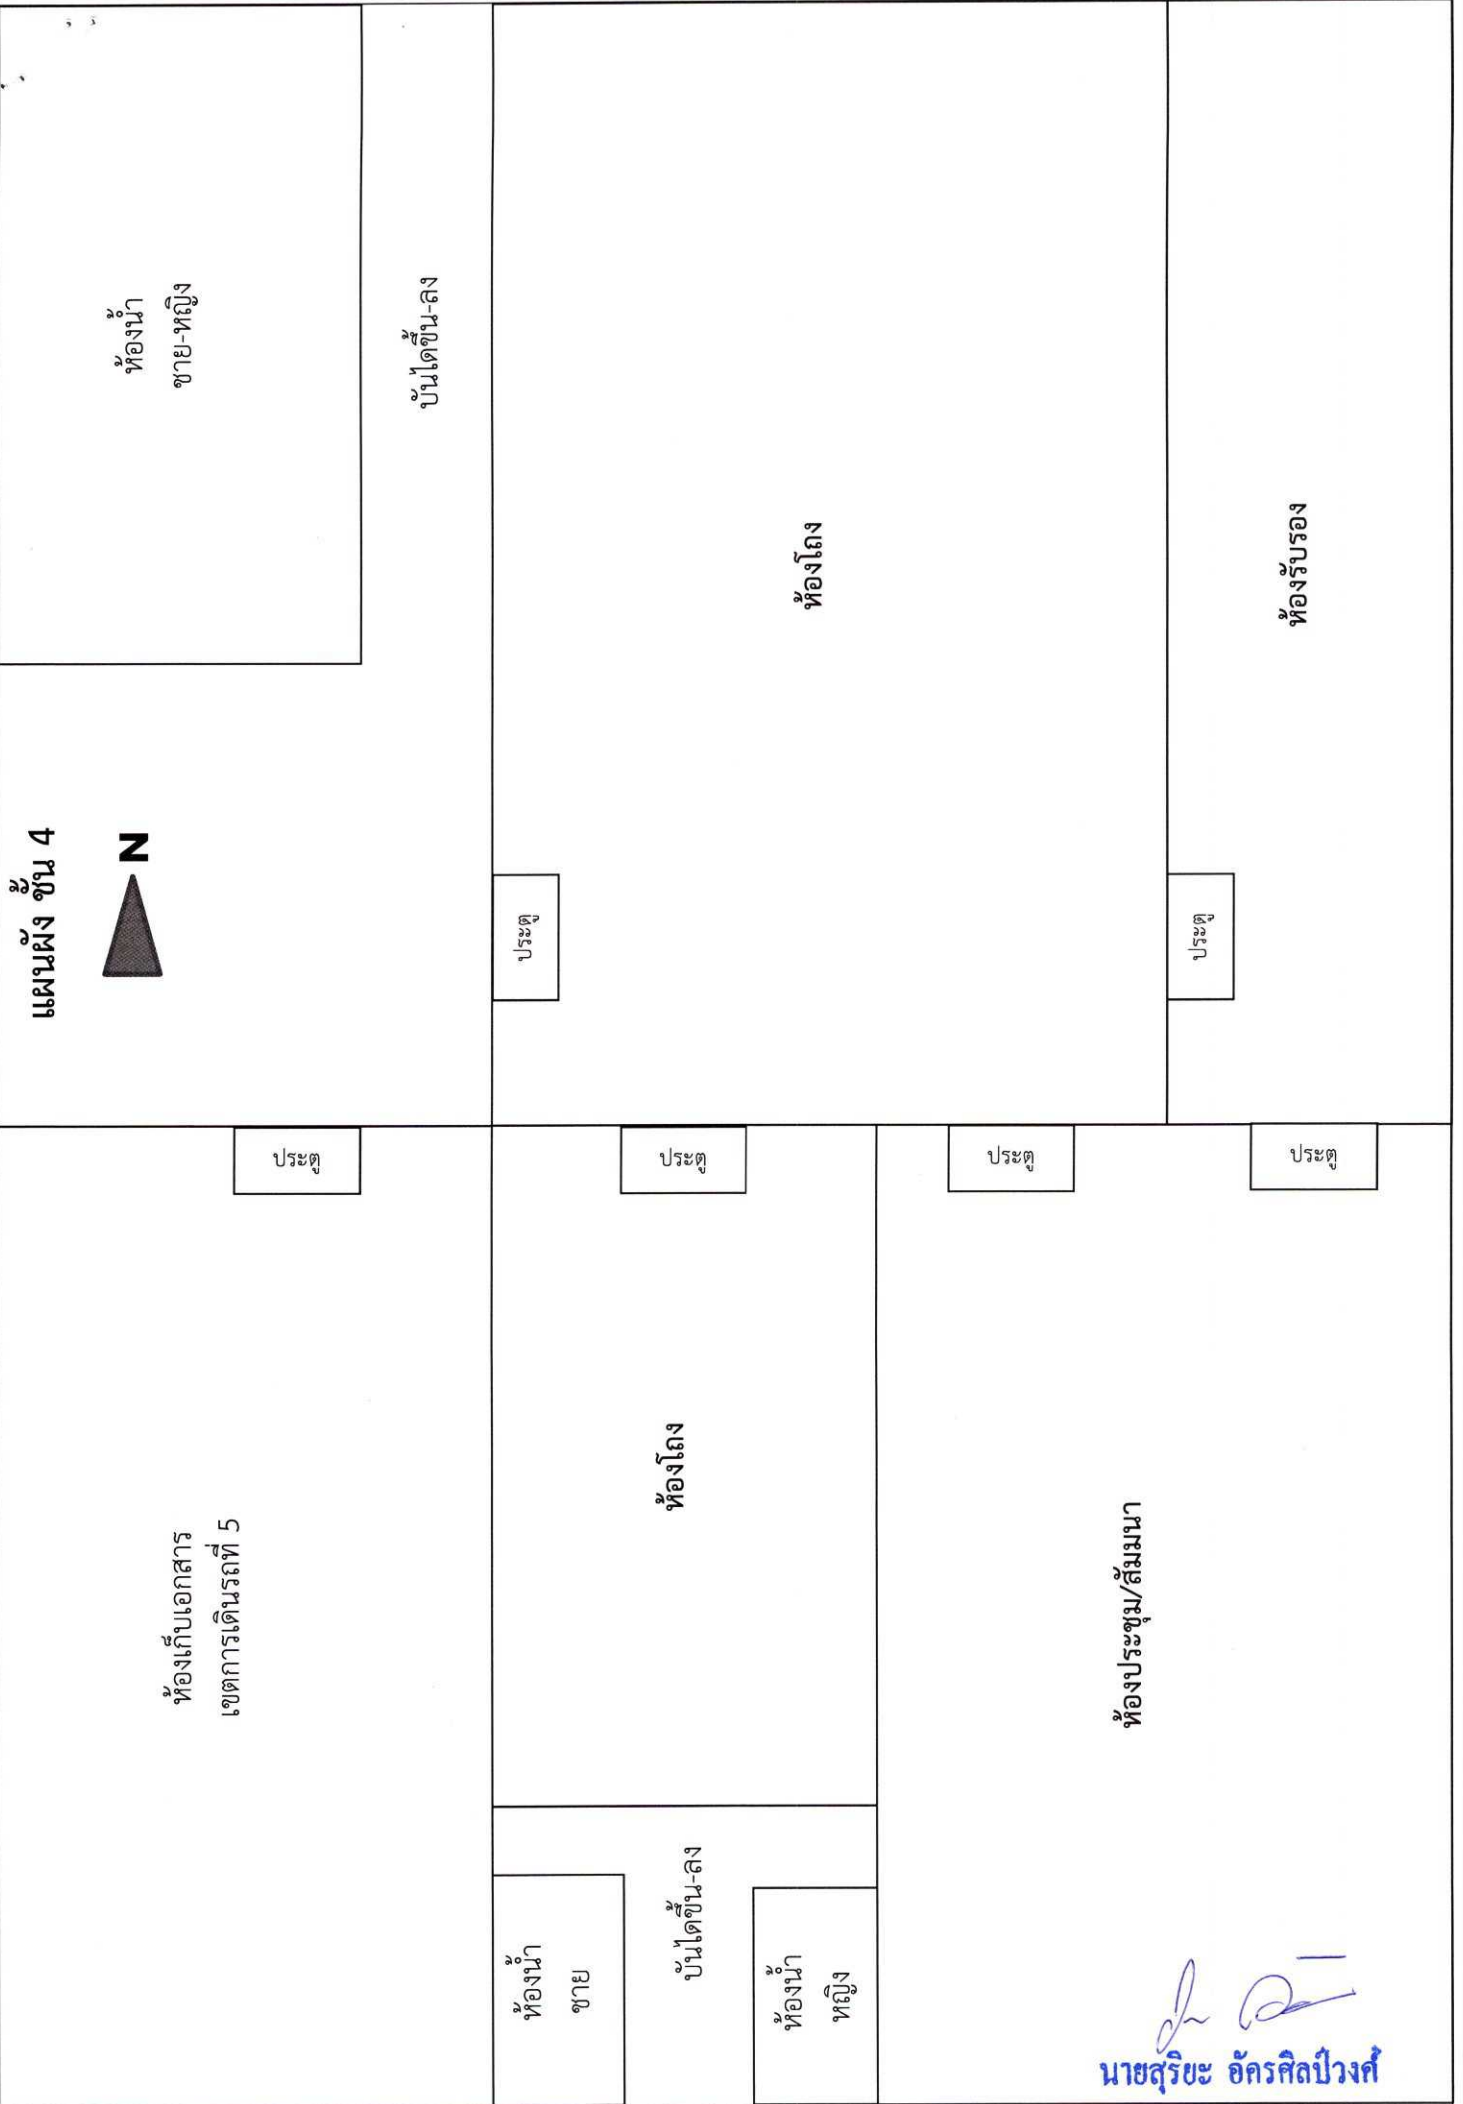 แผนผัง ชั้น 4
N
ห้องน้ำ
ชาย-หญิง
บันไดขึ้น-ลง
ประตู
ห้องโถง
ประตู
ห้องรับรอง
ประตู
ห้องเก็บเอกสาร
เขตการเดินรถที่ 5
ประตู
ห้องโถง
ประตู
ประตู
ห้องประชุม/สัมมนา
ห้องน้ำ
ชาย
บันไดขึ้น-ลง
ห้องน้ำ
หญิง
นายสุริยะ อัครศิลป์วงศ์